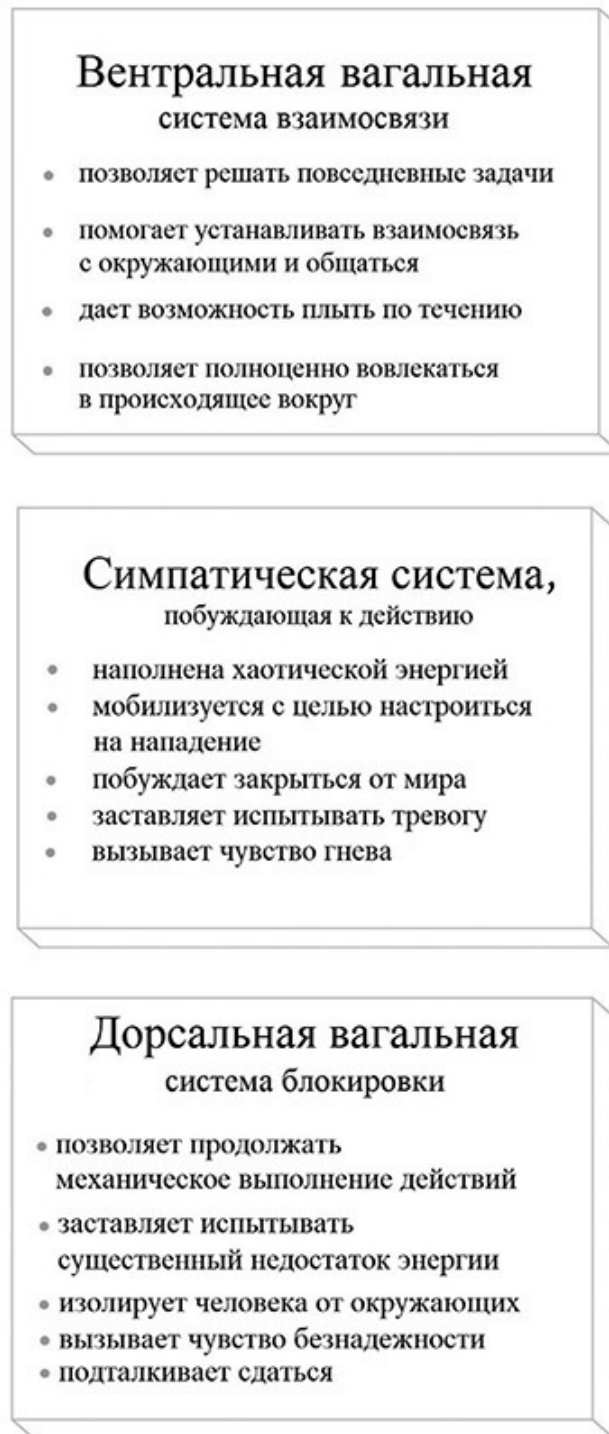 Вентральная вагальная
система взаимосвязи
• позволяет решать повседневные задачи
• помогает устанавливать взаимосвязь
с окружающими и общаться
• дает возможность плыть по течению
• позволяет полноценно вовлекаться
в происходящее вокруг
Симпатическая система,
побуждающая к действию
• наполнена хаотической энергией
• мобилизуется с целью настроиться
на нападение
• побуждает закрыться от мира
• заставляет испытывать тревогу
• вызывает чувство гнева
Дорсальная вагальная
система блокировки
• позволяет продолжать
механическое выполнение действий
• заставляет испытывать
существенный недостаток энергии
• изолирует человека от окружающих
• вызывает чувство безнадежности
• подталкивает сдаться